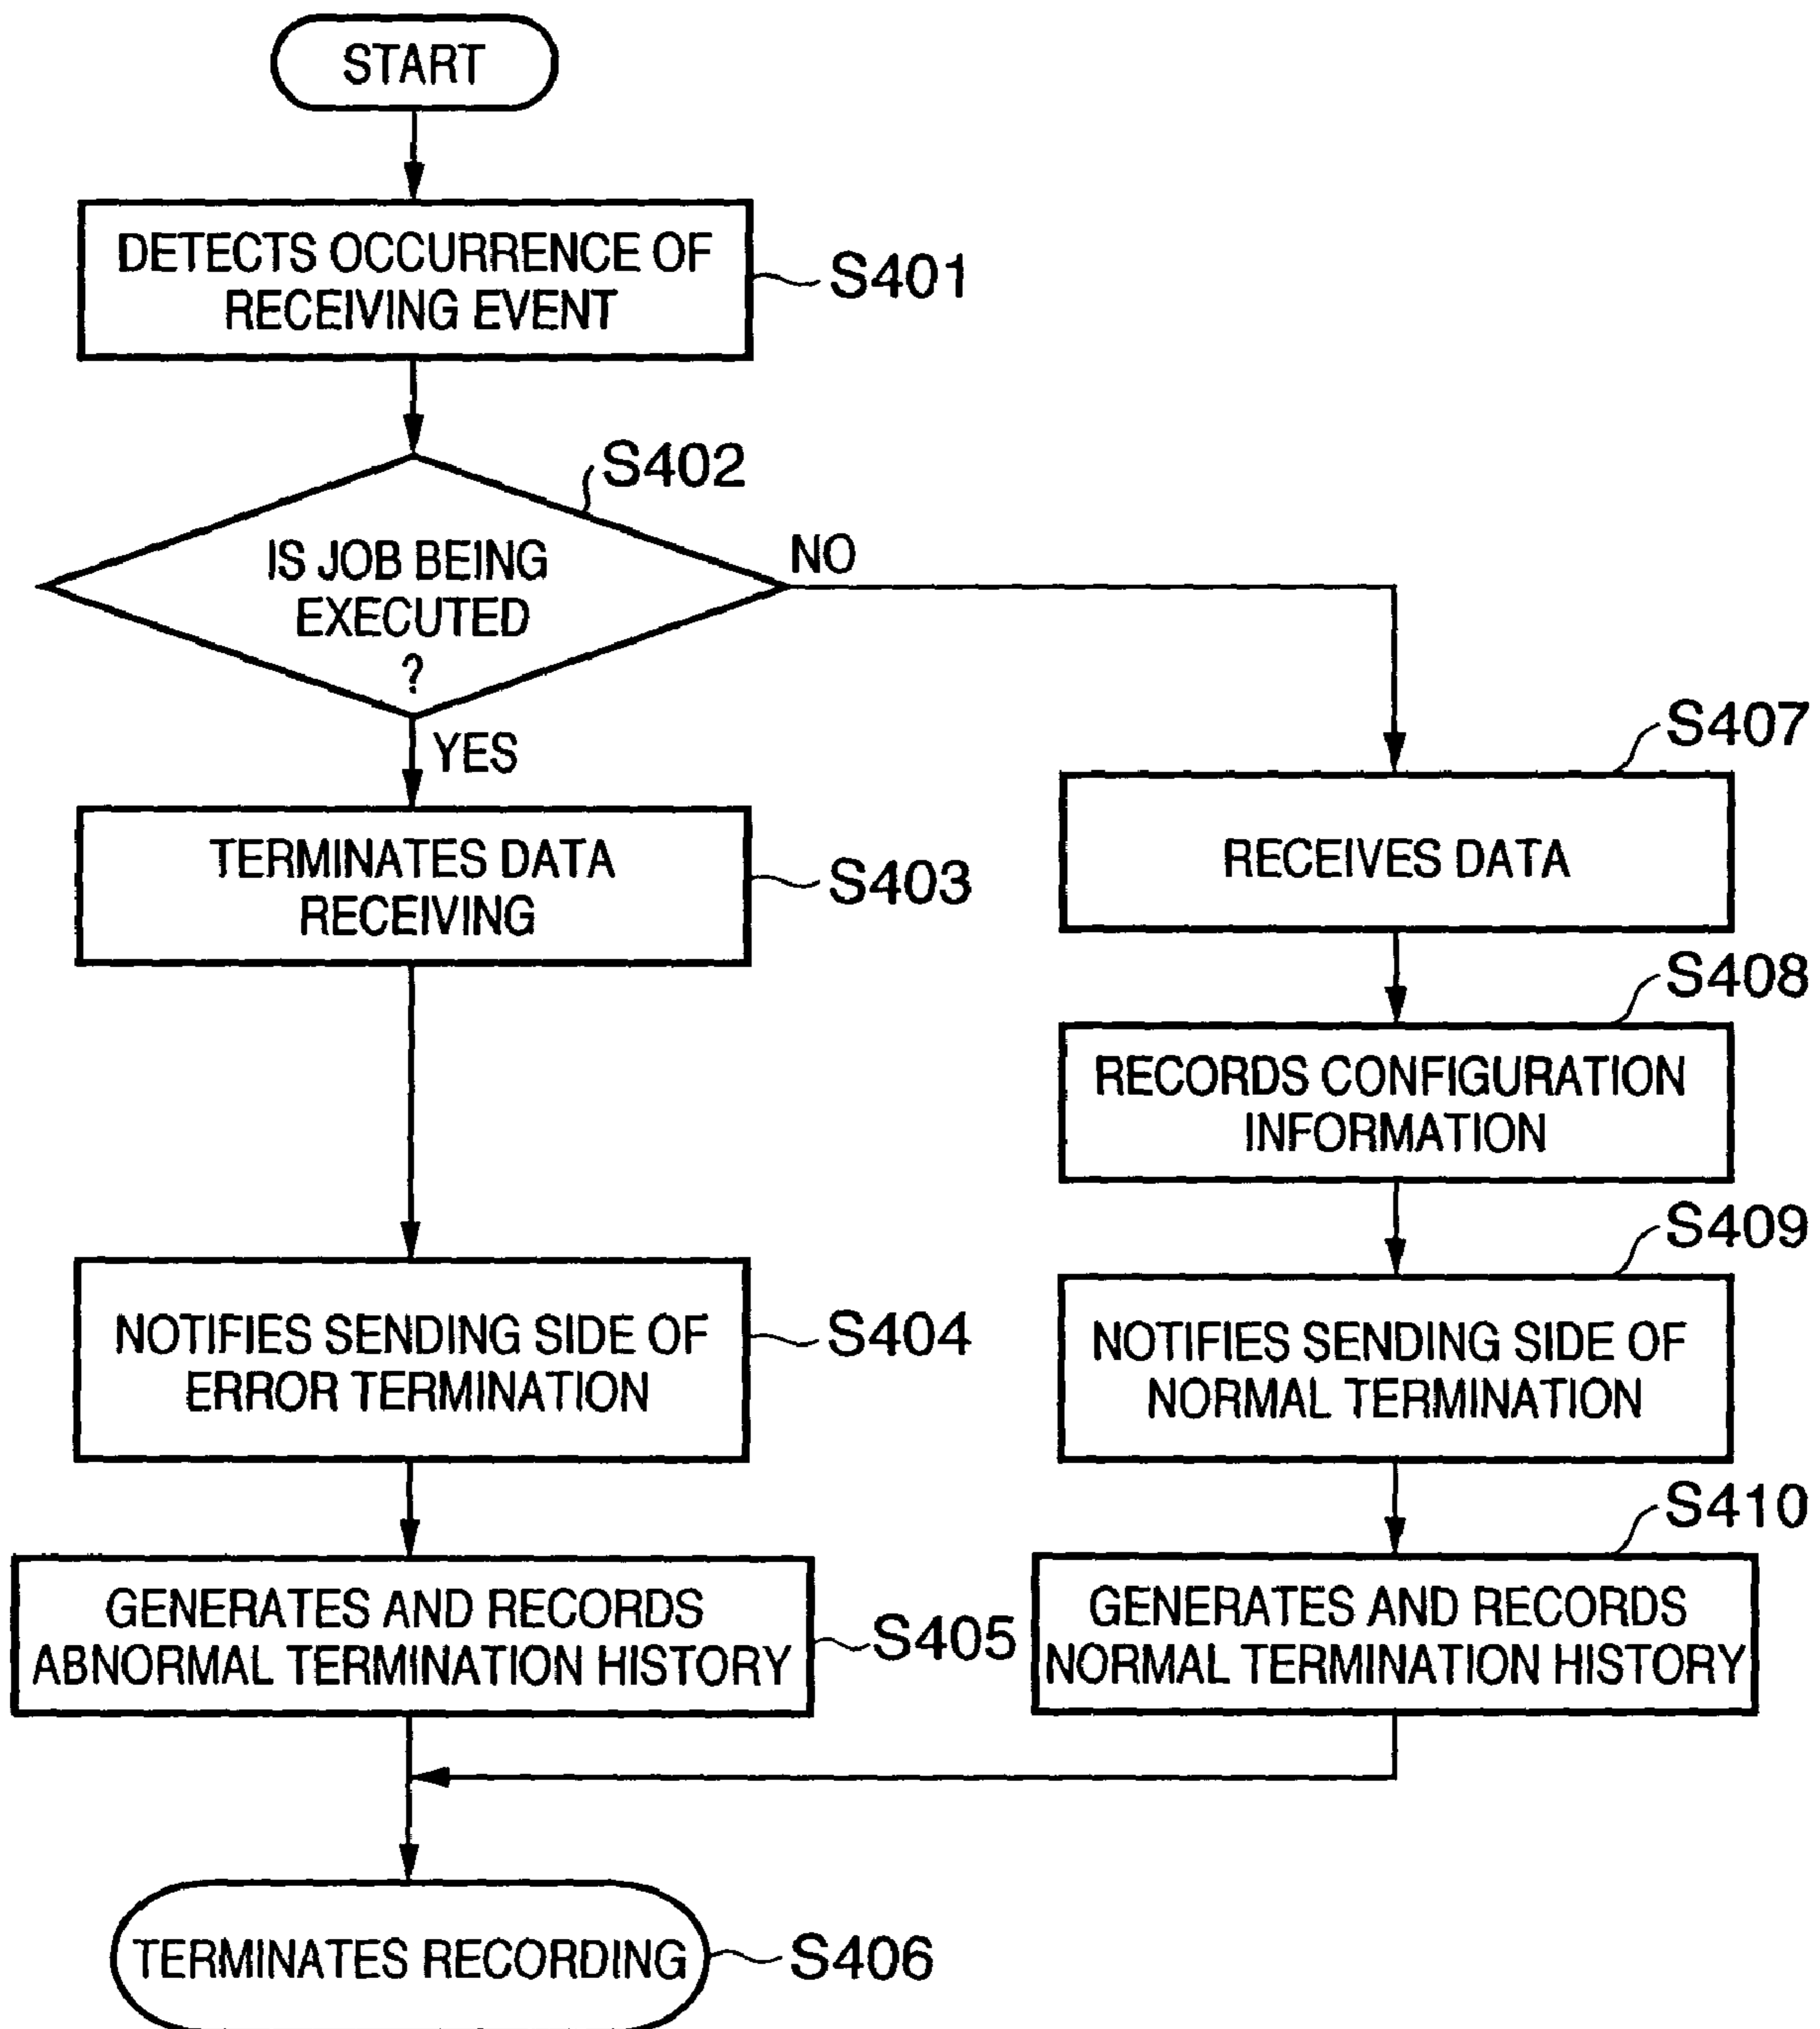 START
DETECTS OCCURRENCE OF
RECEIVING EVENT
S401
S402
IS JOB BEING
EXECUTED
?
NO
YES
TERMINATES DATA
RECEIVING
S403
S407
RECEIVES DATA
S408
RECORDS CONFIGURATION
INFORMATION
NOTIFIES SENDING SIDE OF
ERROR TERMINATION
S404
S409
NOTIFIES SENDING SIDE OF
NORMAL TERMINATION
GENERATES AND RECORDS
ABNORMAL TERMINATION HISTORY
S405
S410
GENERATES AND RECORDS
NORMAL TERMINATION HISTORY
TERMINATES RECORDING
S406